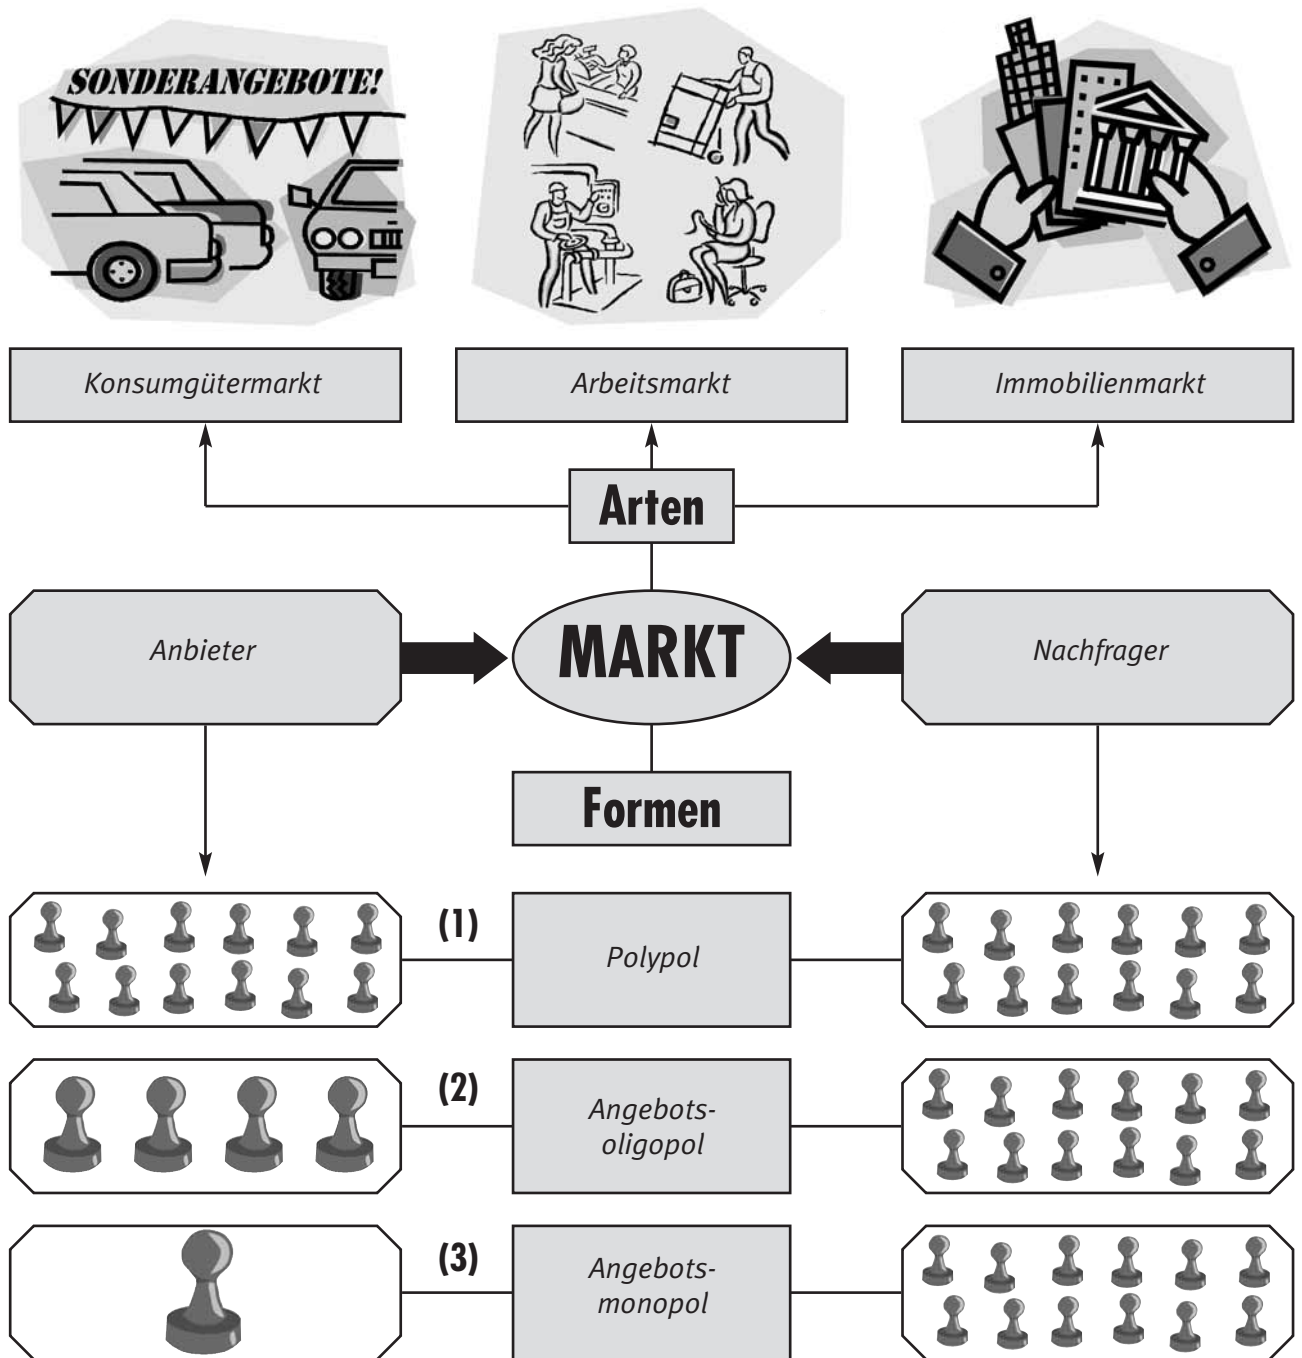 SONDERANGEBOTE!
Konsumgütermarkt
Arbeitsmarkt
Immobilienmarkt
Arten
Anbieter
MARKT
Nachfrager
Formen
(1)
Polypol
(2)
Angebots-
oligopol
(3)
Angebots-
monopol